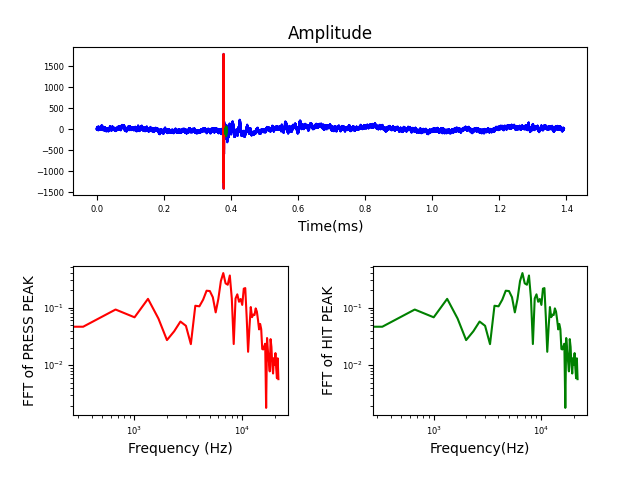 Amplitude
1500
1000
500
0
−500
−1000
−1500
0.0 0.2 0.4 0.6 0.8 1.0 1.2 1.4
Time(ms)
FFT of PRESS PEAK
10⁻¹
10⁻²
10³ 10⁴
Frequency (Hz)
FFT of HIT PEAK
10⁻¹
10⁻²
10³ 10⁴
Frequency(Hz)